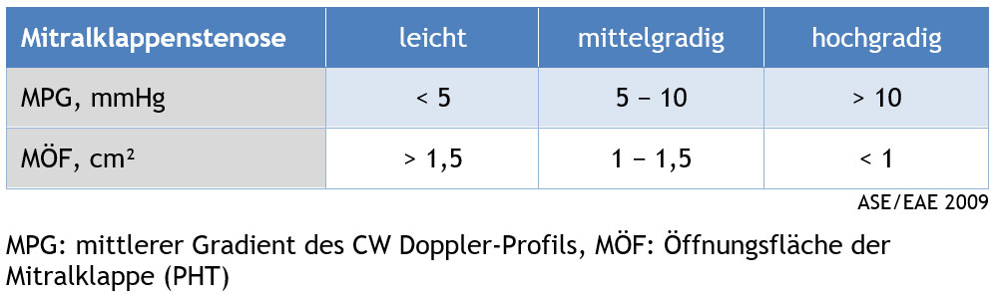 Mitralklappenstenose leicht mittelgradig hochgradig
MPG, mmHg < 5 5 – 10 > 10
MÖF, cm² > 1,5 1 – 1,5 < 1
ASE/EAE 2009
MPG: mittlerer Gradient des CW Doppler-Profils, MÖF: Öffnungsfläche der
Mitralklappe (PHT)